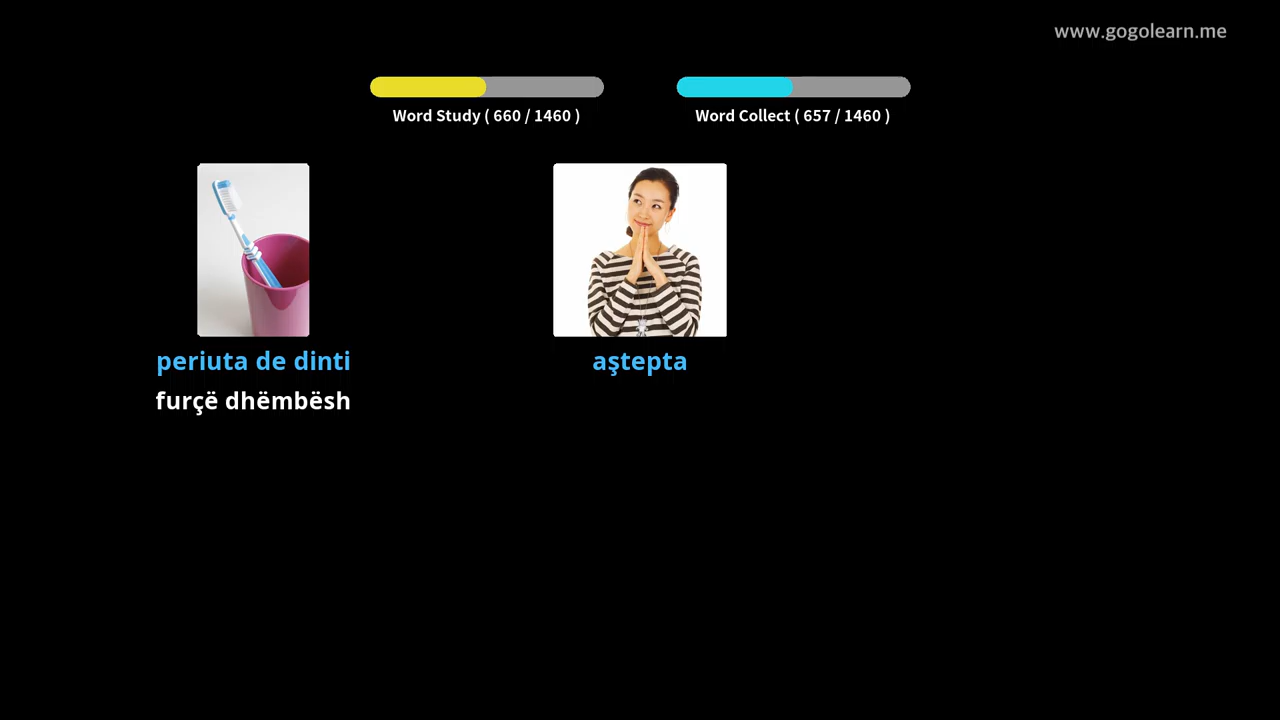 www.gogolearn.me
Word Study ( 660 / 1460 )
Word Collect ( 657 / 1460 )
periuta de dinti
furçë dhëmbësh
aştepta